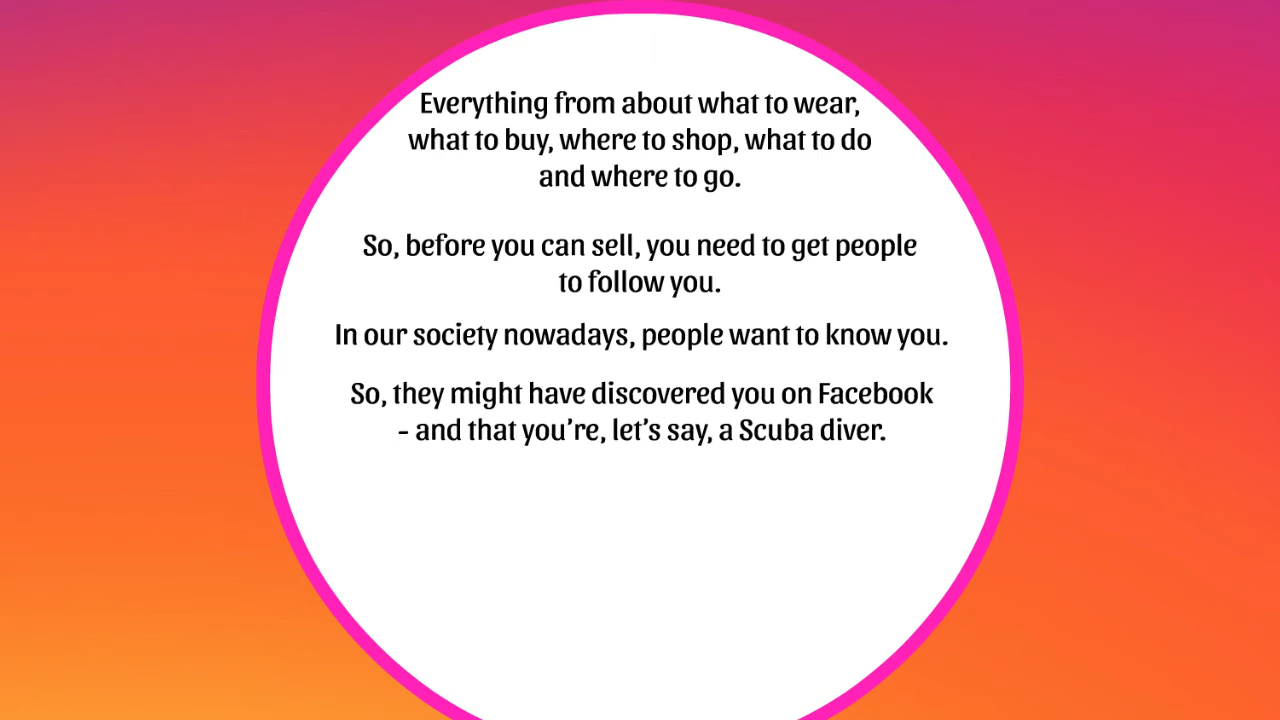 Everything from about what to wear,
what to buy, where to shop, what to do
and where to go.
So, before you can sell, you need to get people
to follow you.
In our society nowadays, people want to know you.
So, they might have discovered you on Facebook
- and that you’re, let’s say, a Scuba diver.